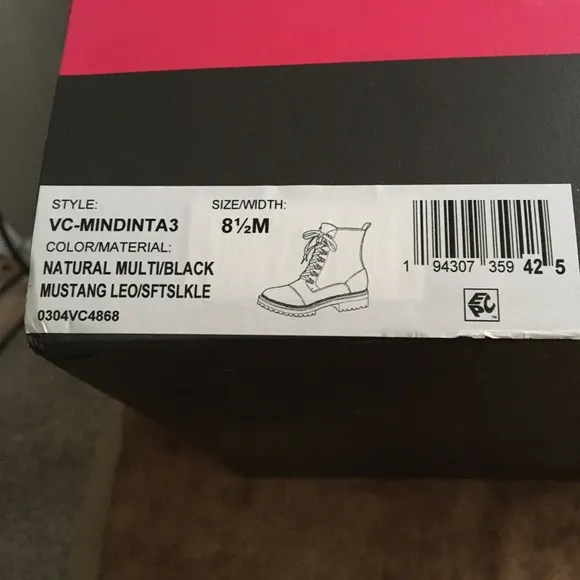 STYLE:
VC-MINDINTA3
SIZE/WIDTH:
8½M
COLOR/MATERIAL:
NATURAL MULTI/BLACK
MUSTANG LEO/SFTSLKLE
0304VC4868
1 94307 359 42 5
EPC